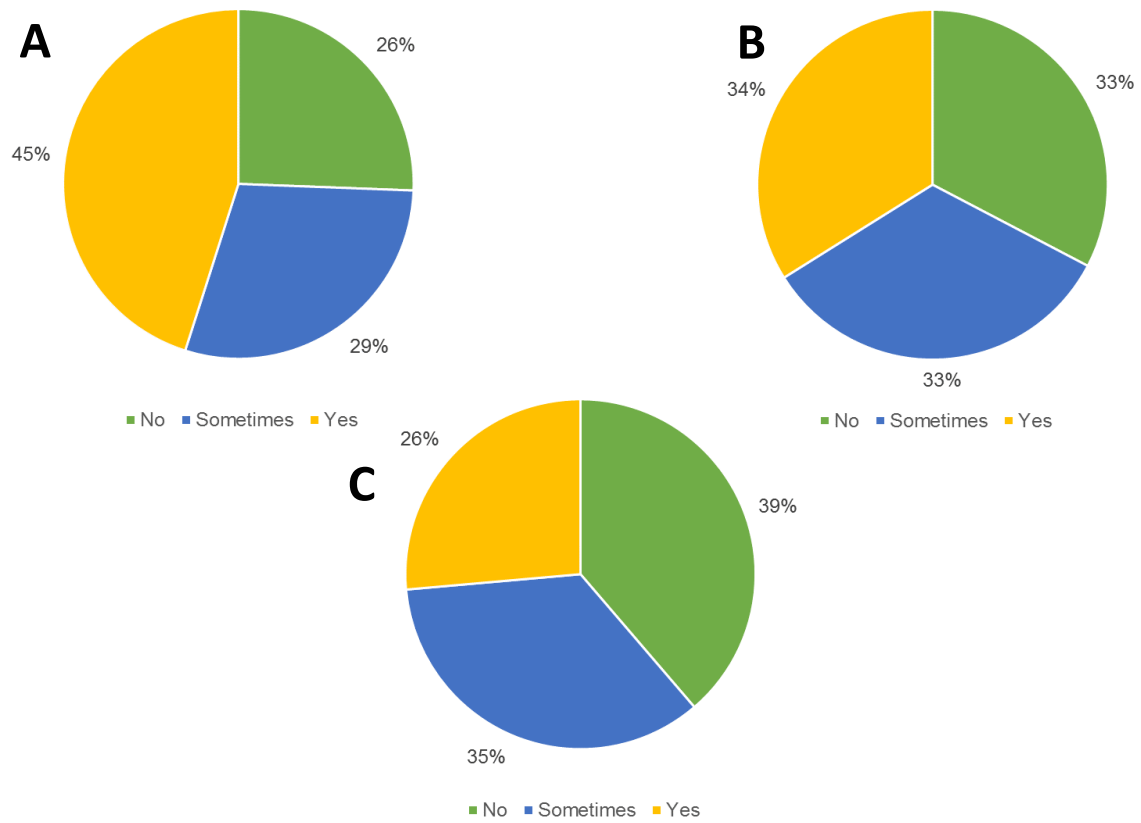 A
26%
45%
29%
No Sometimes Yes
B
34%
33%
33%
No Sometimes Yes
C
26%
39%
35%
No Sometimes Yes